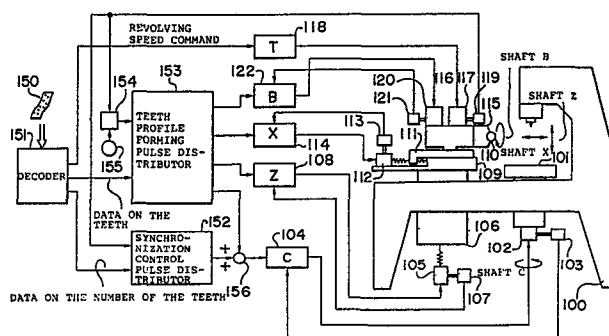 REVOLVING
SPEED COMMAND
118
T
153
122
B
120
116
117
119
SHAFT B
150
154
121
115
SHAFT Z
151
TEETH
PROFILE
FORMING
PULSE DIS-
TRIBUTOR
X
113
111
155
114
110
SHAFT X
101
DECODER
108
112
109
Z
DATA ON THE
TEETH
152
106
SYNCHRO-
NIZATION
CONTROL
PULSE DIS-
TRIBUTOR
104
102
C
105
SHAFT C
103
+
+
156
107
100
DATA ON THE NUMBER OF THE TEETH